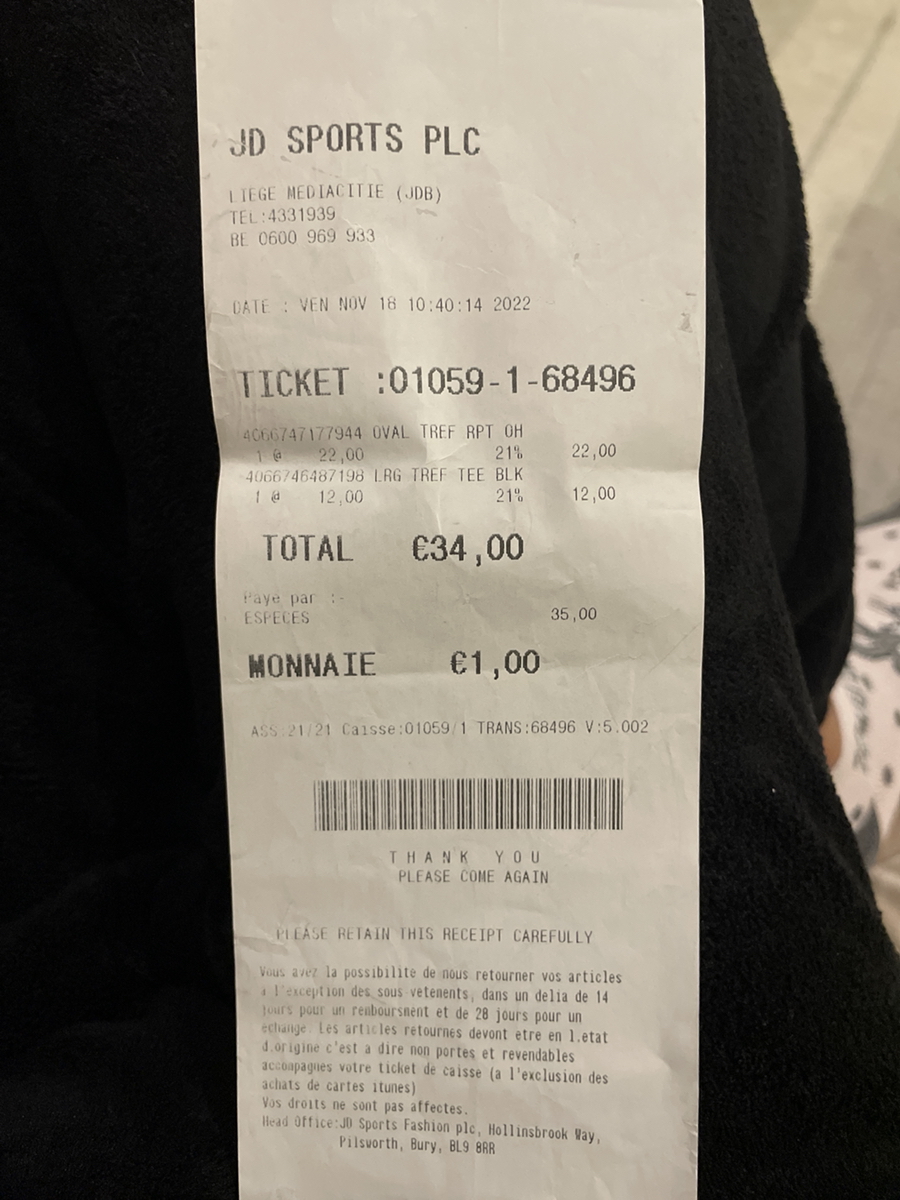 JD SPORTS PLC
LIEGE MEDIACITIE (JDB)
TEL:4331939
BE 0600 969 933
DATE : VEN NOV 18 10:40:14 2022
TICKET :01059-1-68496
4066747177944 OVAL TREF RPT OH
1 @ 22,00 21% 22,00
4066746487198 LRG TREF TEE BLK
1 @ 12,00 21% 12,00
TOTAL €34,00
Paye par :-
ESPECES 35,00
MONNAIE €1,00
ASS:21/21 Caisse:01059/1 TRANS:68496 V:5.002
THANK YOU
PLEASE COME AGAIN
PLEASE RETAIN THIS RECEIPT CAREFULLY
Vous avez la possibilite de nous retourner vos articles
a l'exception des sous vetements, dans un delia de 14
jours pour un renboursnent et de 28 jours pour un
echange. Les articles retournes devont etre en l.etat
d.origine c'est a dire non portes et revendables
accompagnes votre ticket de caisse (a l'exclusion des
achats de cartes itunes)
Vos droits ne sont pas affectes.
Head Office:JD Sports Fashion plc, Hollinsbrook Way,
Pilsworth, Bury, BL9 8RR